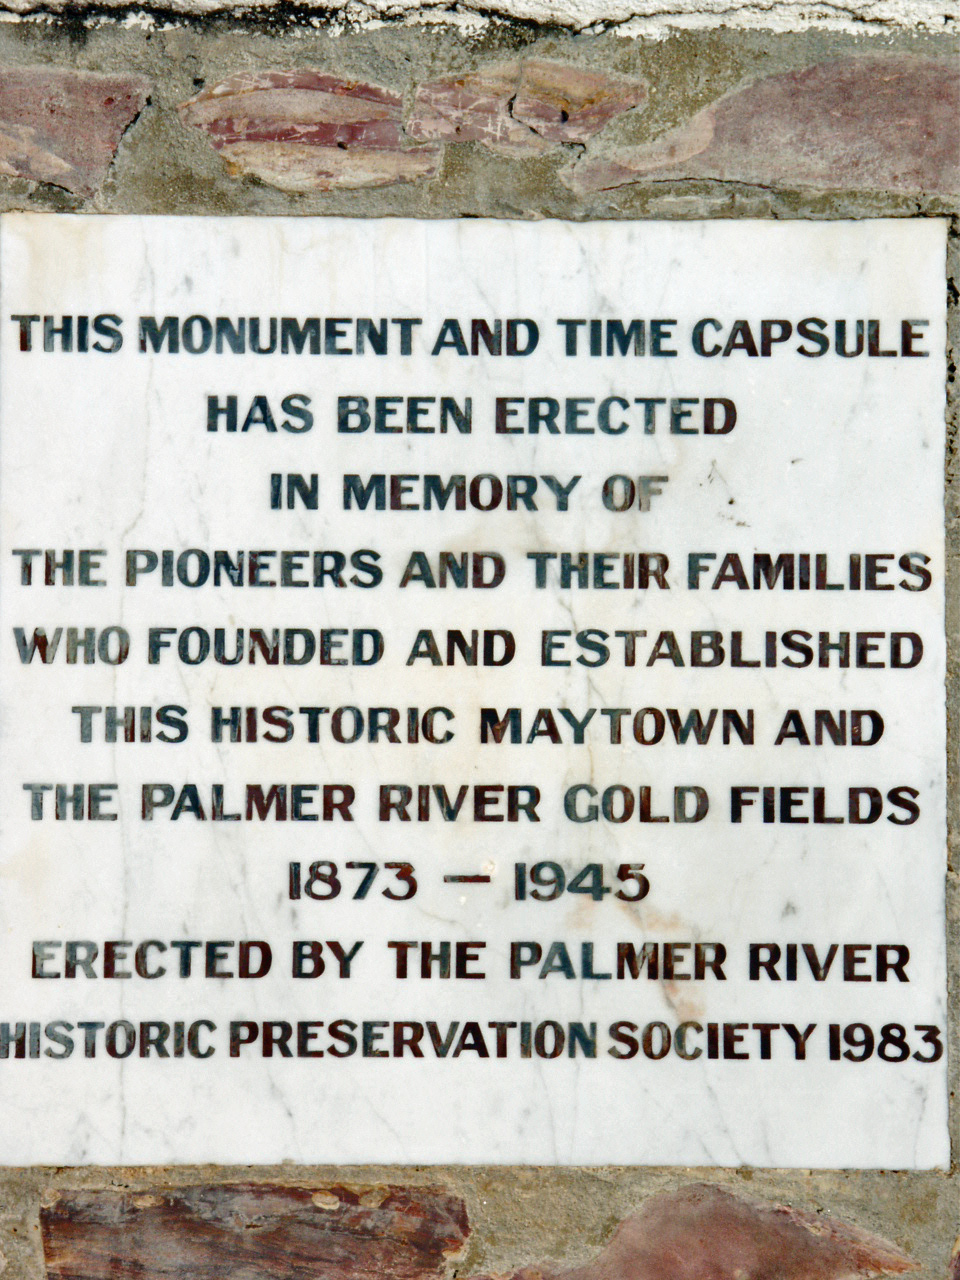 THIS MONUMENT AND TIME CAPSULE
HAS BEEN ERECTED
IN MEMORY OF
THE PIONEERS AND THEIR FAMILIES
WHO FOUNDED AND ESTABLISHED
THIS HISTORIC MAYTOWN AND
THE PALMER RIVER GOLD FIELDS
1873 — 1945
ERECTED BY THE PALMER RIVER
HISTORIC PRESERVATION SOCIETY 1983